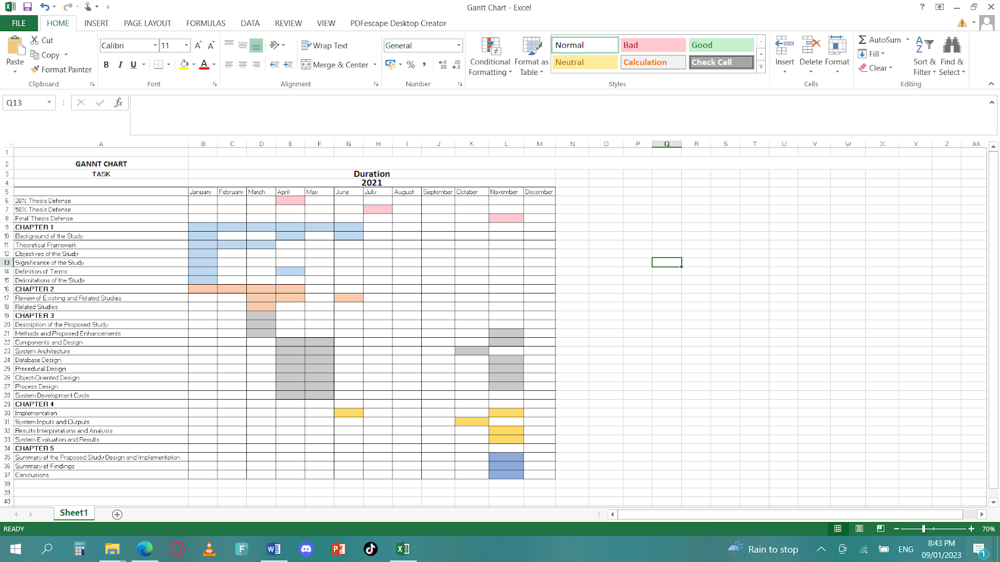 Gantt Chart - Excel
FILE HOME INSERT PAGE LAYOUT FORMULAS DATA REVIEW VIEW PDFescape Desktop Creator
Paste
Cut
Copy
Format Painter
Clipboard
Calibri 11
B I U
Font
Wrap Text
Merge & Center
Alignment
General
%
Number
Conditional Formatting
Format as Table
Normal Bad Good
Neutral Calculation Check Cell
Styles
Insert Delete Format
Cells
AutoSum
Fill
Clear
Sort & Filter
Find & Select
Editing
Q13
fx
A B C D E F G H I J K L M N O P Q R S T U V W X Y Z AA
1
2 GANNT CHART
3 TASK Duration
4 2021
5 January February March April May June July August September October November December
6 20% Thesis Defense
7 50% Thesis Defense
8 Final Thesis Defense
9 CHAPTER 1
10 Background of the Study
11 Theoretical Framework
12 Objectives of the Study
13 Significance of the Study
14 Definition of Terms
15 Delimitations of the Study
16 CHAPTER 2
17 Review of Existing and Related Studies
18 Related Studies
19 CHAPTER 3
20 Description of the Proposed Study
21 Methods and Proposed Enhancements
22 Components and Design
23 System Architecture
24 Database Design
25 Procedural Design
26 Object-Oriented Design
27 Process Design
28 System Development Cycle
29 CHAPTER 4
30 Implementation
31 System Inputs and Outputs
32 Results Interpretations and Analysis
33 System Evaluation and Results
34 CHAPTER 5
35 Summary of the Proposed Study Design and Implementation
36 Summary of Findings
37 Conclusions
38
39
40
Sheet1
READY
70%
Rain to stop
ENG
8:43 PM
09/01/2023
1